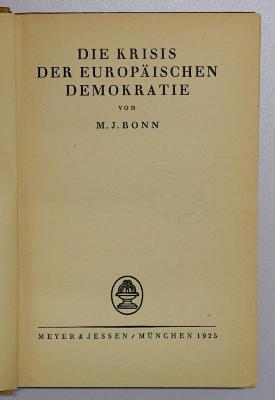 DIE KRISIS
DER EUROPÄISCHEN
DEMOKRATIE
VON
M. J. BONN
MEYER & JESSEN / MÜNCHEN 1925